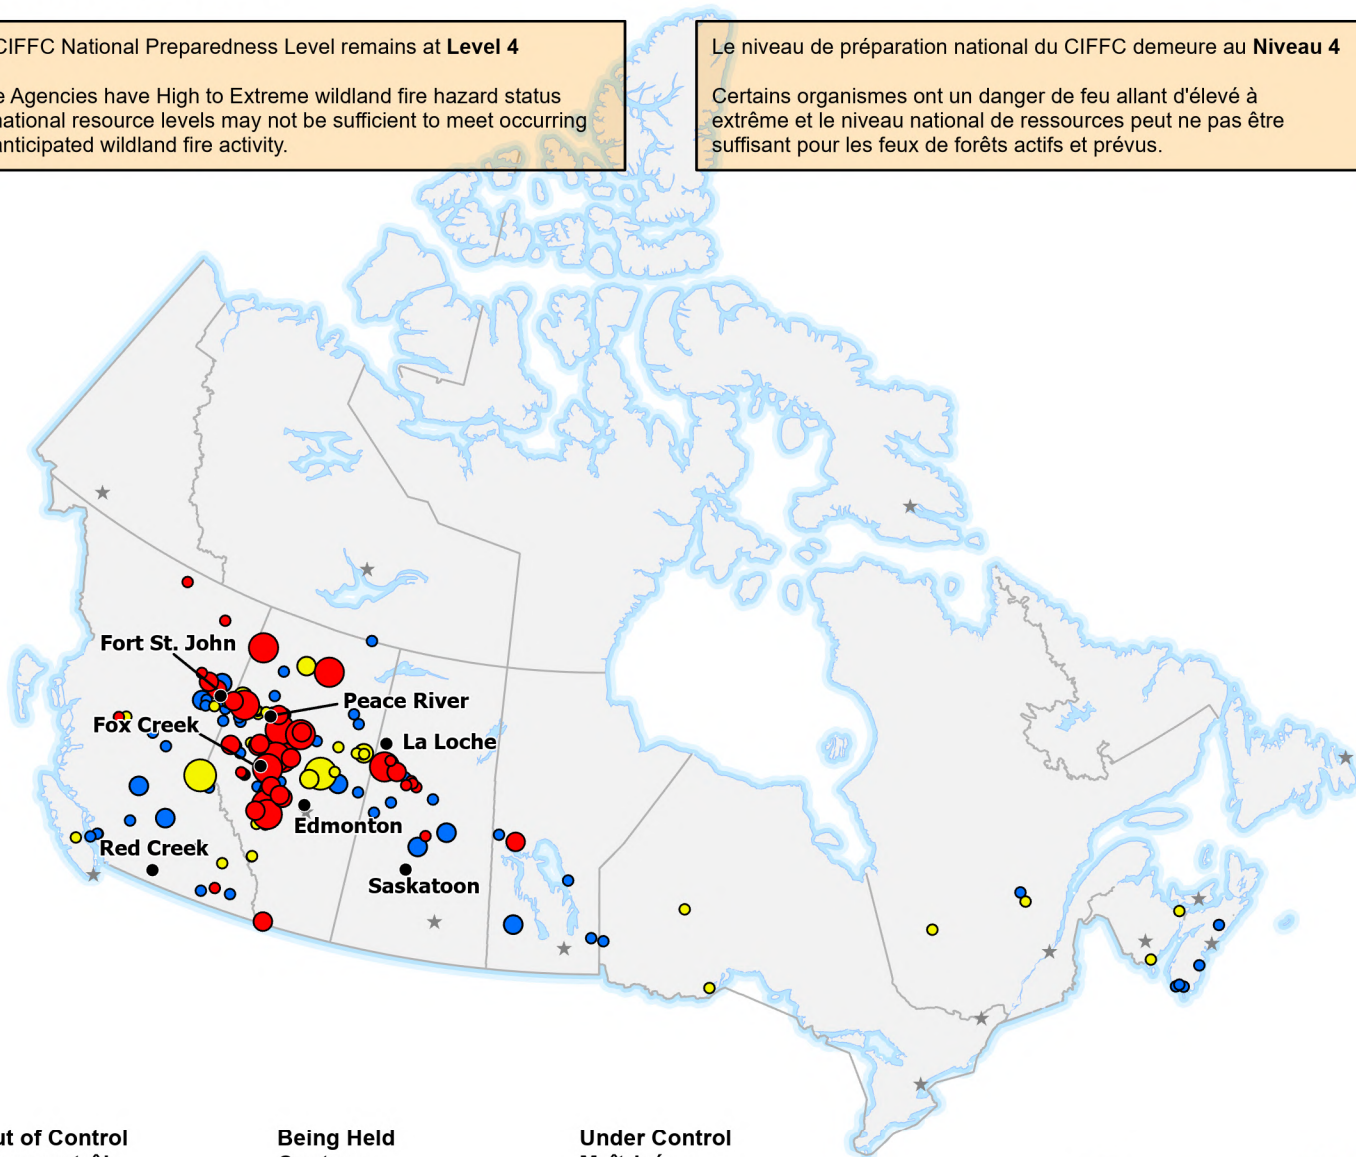 CIFFC National Preparedness Level remains at Level 4
Agencies have High to Extreme wildland fire hazard status
national resource levels may not be sufficient to meet occurring
anticipated wildland fire activity.
Le niveau de préparation national du CIFFC demeure au Niveau 4
Certains organismes ont un danger de feu allant d'élevé à
extrême et le niveau national de ressources peut ne pas être
suffisant pour les feux de forêts actifs et prévus.
Fort St. John
Peace River
Fox Creek
La Loche
Edmonton
Red Creek
Saskatoon
of Control
Being Held
Under Control